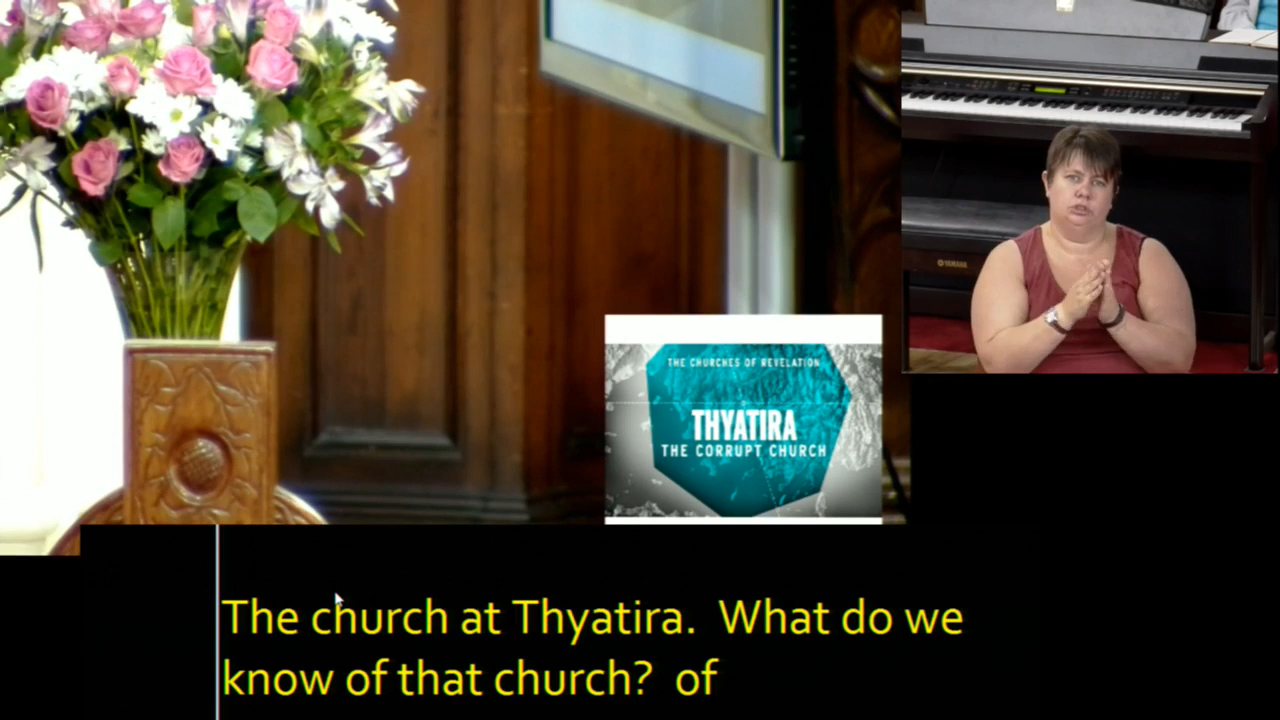 THE CHURCHES OF REVELATION
THYATIRA
THE CORRUPT CHURCH
YAMAHA
The church at Thyatira.  What do we
know of that church?  of